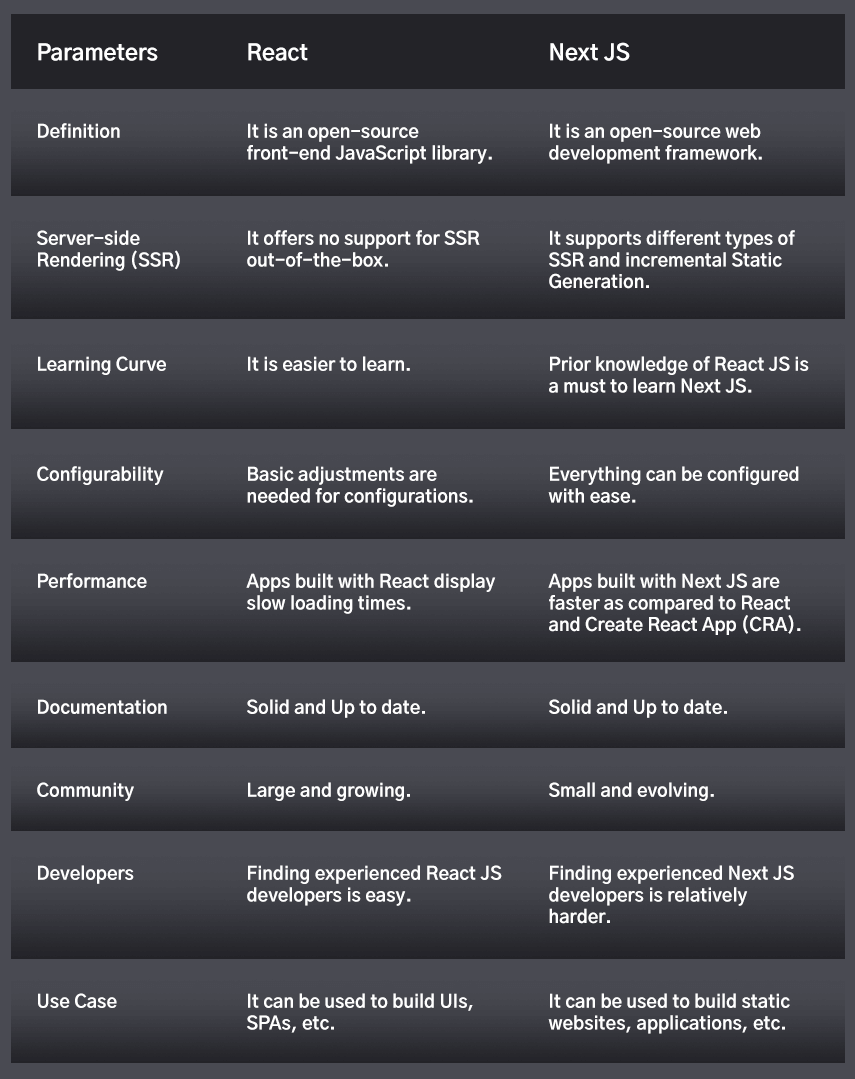 Parameters React Next JS
Definition It is an open-source It is an open-source web
front-end JavaScript library. development framework.
Server-side It offers no support for SSR It supports different types of
Rendering (SSR) out-of-the-box. SSR and incremental Static
Generation.
Learning Curve It is easier to learn. Prior knowledge of React JS is
a must to learn Next JS.
Configurability Basic adjustments are Everything can be configured
needed for configurations. with ease.
Performance Apps built with React display Apps built with Next JS are
slow loading times. faster as compared to React
and Create React App (CRA).
Documentation Solid and Up to date. Solid and Up to date.
Community Large and growing. Small and evolving.
Developers Finding experienced React JS Finding experienced Next JS
developers is easy. developers is relatively
harder.
Use Case It can be used to build UIs, It can be used to build static
SPAs, etc. websites, applications, etc.